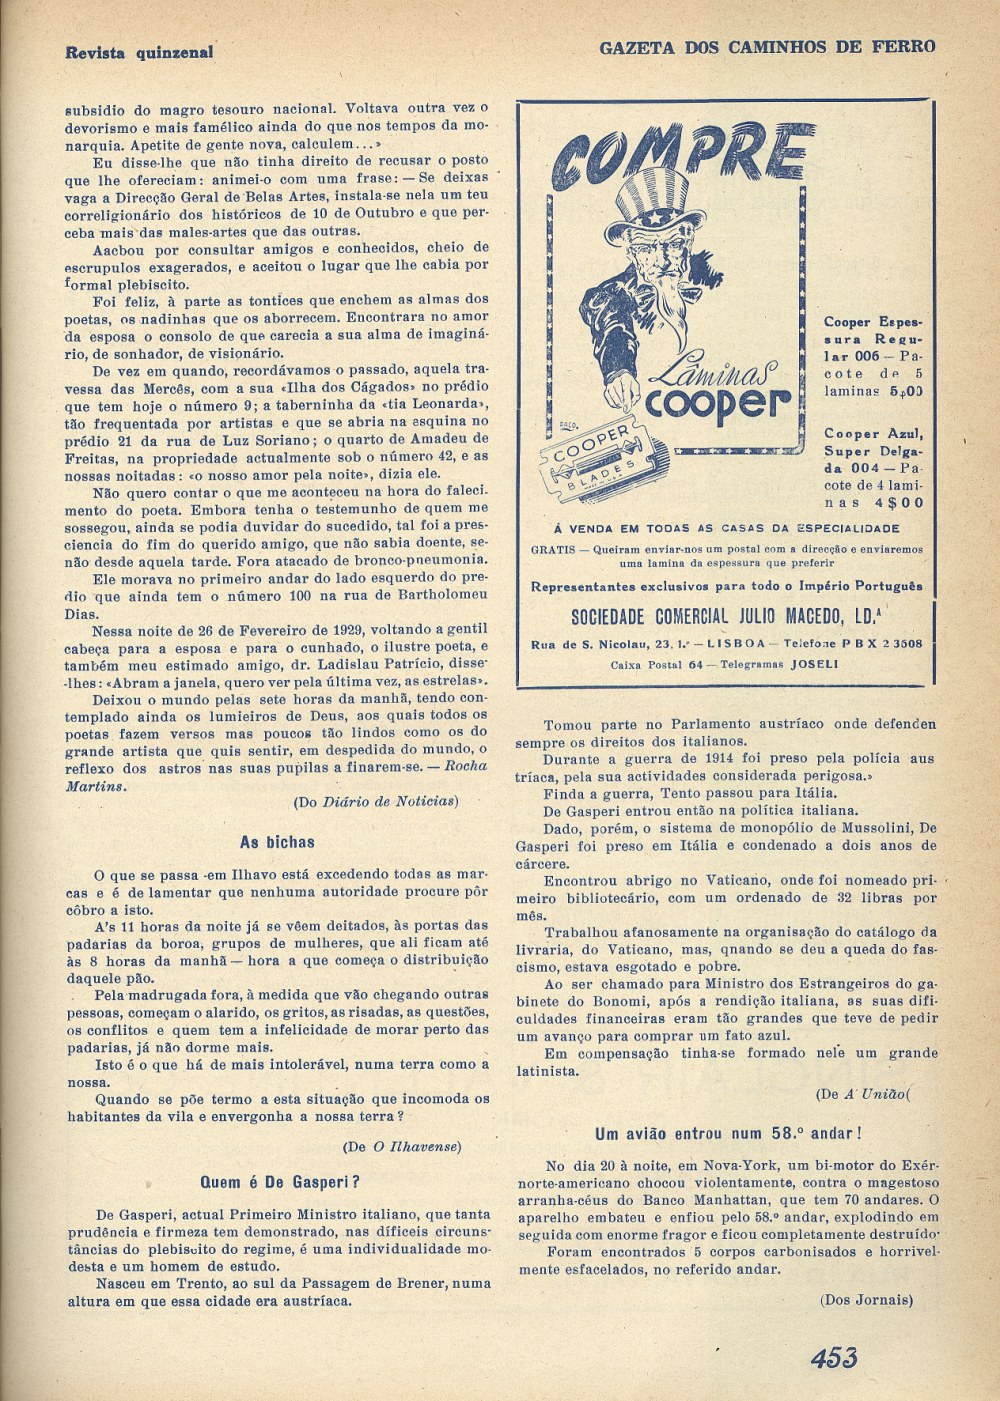 Revista quinzenal
GAZETA DOS CAMINHOS DE FERRO
subsidio do magro tesouro nacional. Voltava outra vez o
devorismo e mais famélico ainda do que nos tempos da mo-
narquia. Apetite de gente nova, calculem...»
Eu disse-lhe que não tinha direito de recusar o posto
que lhe ofereciam: animei-o com uma frase: — Se deixas
vaga a Direcção Geral de Belas Artes, instala-se nela um teu
correligionário dos históricos de 10 de Outubro e que per-
ceba mais das males-artes que das outras.
Aacbou por consultar amigos e conhecidos, cheio de
escrupulos exagerados, e aceitou o lugar que lhe cabia por
formal plebiscito.
Foi feliz, à parte as tontices que enchem as almas dos
poetas, os nadinhas que os aborrecem. Encontrara no amor
da esposa o consolo de que carecia a sua alma de imaginá-
rio, de sonhador, de visionário.
De vez em quando, recordávamos o passado, aquela tra-
vessa das Mercês, com a sua «Ilha dos Cágados» no prédio
que tem hoje o número 9; a taberninha da «tia Leonarda»,
tão frequentada por artistas e que se abria na esquina no
prédio 21 da rua de Luz Soriano; o quarto de Amadeu de
Freitas, na propriedade actualmente sob o número 42, e as
nossas noitadas: «o nosso amor pela noite», dizia ele.
Não quero contar o que me aconteceu na hora do faleci-
mento do poeta. Embora tenha o testemunho de quem me
sossegou, ainda se podia duvidar do sucedido, tal foi a pres-
ciencia do fim do querido amigo, que não sabia doente, se-
não desde aquela tarde. Fora atacado de bronco-pneumonia.
Ele morava no primeiro andar do lado esquerdo do pre-
dio que ainda tem o número 100 na rua de Bartholomeu
Dias.
Nessa noite de 26 de Fevereiro de 1929, voltando a gentil
cabeça para a esposa e para o cunhado, o ilustre poeta, e
também meu estimado amigo, dr. Ladislau Patrício, disse-
-lhes: «Abram a janela, quero ver pela última vez, as estrelas».
Deixou o mundo pelas sete horas da manhã, tendo con-
templado ainda os lumieiros de Deus, aos quais todos os
poetas fazem versos mas poucos tão lindos como os do
grande artista que quis sentir, em despedida do mundo, o
reflexo dos astros nas suas pupilas a finarem-se. — Rocha
Martins.
(Do Diário de Noticias)
As bichas
O que se passa -em Ilhavo está excedendo todas as mar-
cas e é de lamentar que nenhuma autoridade procure pôr
côbro a isto.
A's 11 horas da noite já se vêem deitados, às portas das
padarias da boroa, grupos de mulheres, que ali ficam até
às 8 horas da manhã — hora a que começa o distribuição
daquele pão.
Pela madrugada fora, à medida que vão chegando outras
pessoas, começam o alarido, os gritos, as risadas, as questões,
os conflitos e quem tem a infelicidade de morar perto das
padarias, já não dorme mais.
Isto é o que há de mais intolerável, numa terra como a
nossa.
Quando se põe termo a esta situação que incomoda os
habitantes da vila e envergonha a nossa terra?
(De O Ilhavense)
Quem é De Gasperi?
De Gasperi, actual Primeiro Ministro italiano, que tanta
prudência e firmeza tem demonstrado, nas difíceis circuns-
tâncias do plebiscito do regime, é uma individualidade mo-
desta e um homem de estudo.
Nasceu em Trento, ao sul da Passagem de Brener, numa
altura em que essa cidade era austríaca.
COMPRE
Lâminas
cooper
PAÇO.
COOPER
BLADES
Cooper Espes-
sura Regu-
lar 006 — Pa-
cote de 5
laminas 5$00
Cooper Azul,
Super Delga-
da 004 — Pa-
cote de 4 lami-
nas 4$00
Á VENDA EM TODAS AS CASAS DA ESPECIALIDADE
GRATIS — Queiram enviar-nos um postal com a direcção e enviaremos
uma lamina da espessura que preferir
Representantes exclusivos para todo o Império Português
SOCIEDADE COMERCIAL JULIO MACEDO, LD.ª
Rua de S. Nicolau, 23, 1.º — LISBOA — Telefone PBX 2 3508
Caixa Postal 64 — Telegramas JOSELI
Tomou parte no Parlamento austríaco onde defenden
sempre os direitos dos italianos.
Durante a guerra de 1914 foi preso pela polícia aus
tríaca, pela sua actividades considerada perigosa.»
Finda a guerra, Tento passou para Itália.
De Gasperi entrou então na política italiana.
Dado, porém, o sistema de monopólio de Mussolini, De
Gasperi foi preso em Itália e condenado a dois anos de
cárcere.
Encontrou abrigo no Vaticano, onde foi nomeado pri-
meiro bibliotecário, com um ordenado de 32 libras por
mês.
Trabalhou afanosamente na organisação do catálogo da
livraria, do Vaticano, mas, qnando se deu a queda do fas-
cismo, estava esgotado e pobre.
Ao ser chamado para Ministro dos Estrangeiros do ga-
binete do Bonomi, após a rendição italiana, as suas difi-
culdades financeiras eram tão grandes que teve de pedir
um avanço para comprar um fato azul.
Em compensação tinha-se formado nele um grande
latinista.
(De A União(
Um avião entrou num 58.º andar!
No dia 20 à noite, em Nova-York, um bi-motor do Exér-
norte-americano chocou violentamente, contra o magestoso
arranha-céus do Banco Manhattan, que tem 70 andares. O
aparelho embateu e enfiou pelo 58.º andar, explodindo em
seguida com enorme fragor e ficou completamente destruído·
Foram encontrados 5 corpos carbonisados e horrivel-
mente esfacelados, no referido andar.
(Dos Jornais)
453